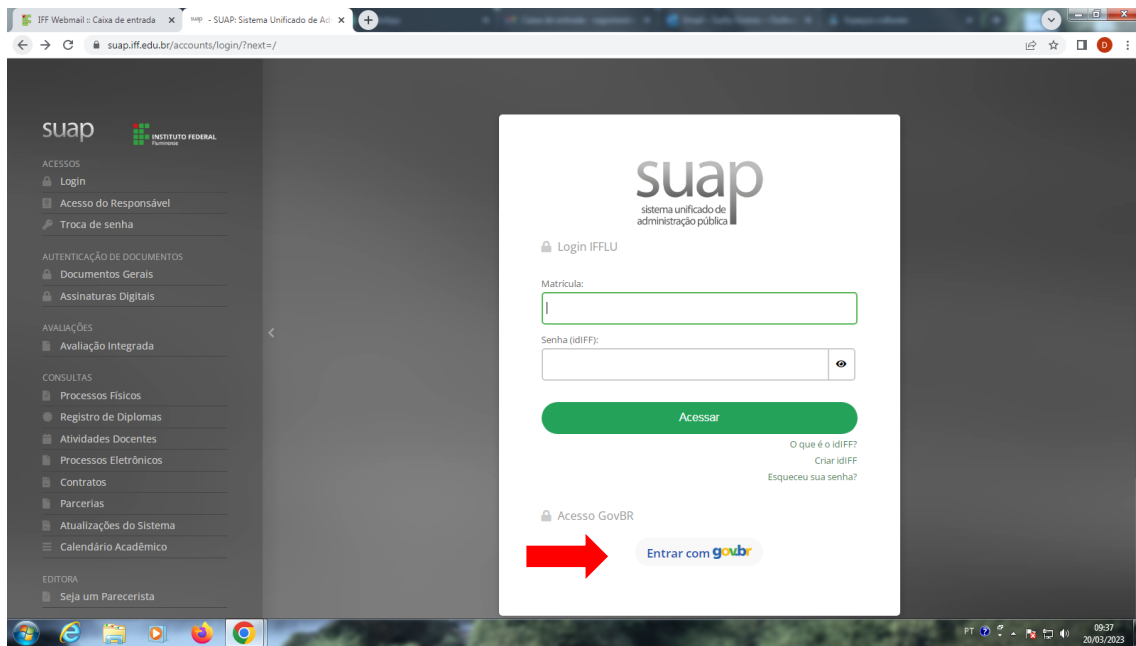 IFF Webmail :: Caixa de entrada
suap - SUAP: Sistema Unificado de Ad
suap.iff.edu.br/accounts/login/?next=/
D
suap
INSTITUTO FEDERAL
Fluminense
ACESSOS
Login
Acesso do Responsável
Troca de senha
AUTENTICAÇÃO DE DOCUMENTOS
Documentos Gerais
Assinaturas Digitais
AVALIAÇÕES
Avaliação Integrada
CONSULTAS
Processos Físicos
Registro de Diplomas
Atividades Docentes
Processos Eletrônicos
Contratos
Parcerias
Atualizações do Sistema
Calendário Acadêmico
EDITORA
Seja um Parecerista
suap
sistema unificado de
administração pública
Login IFFLU
Matrícula:
Senha (idIFF):
Acessar
O que é o idIFF?
Criar idIFF
Esqueceu sua senha?
Acesso GovBR
Entrar com gov.br
PT
09:37
20/03/2023